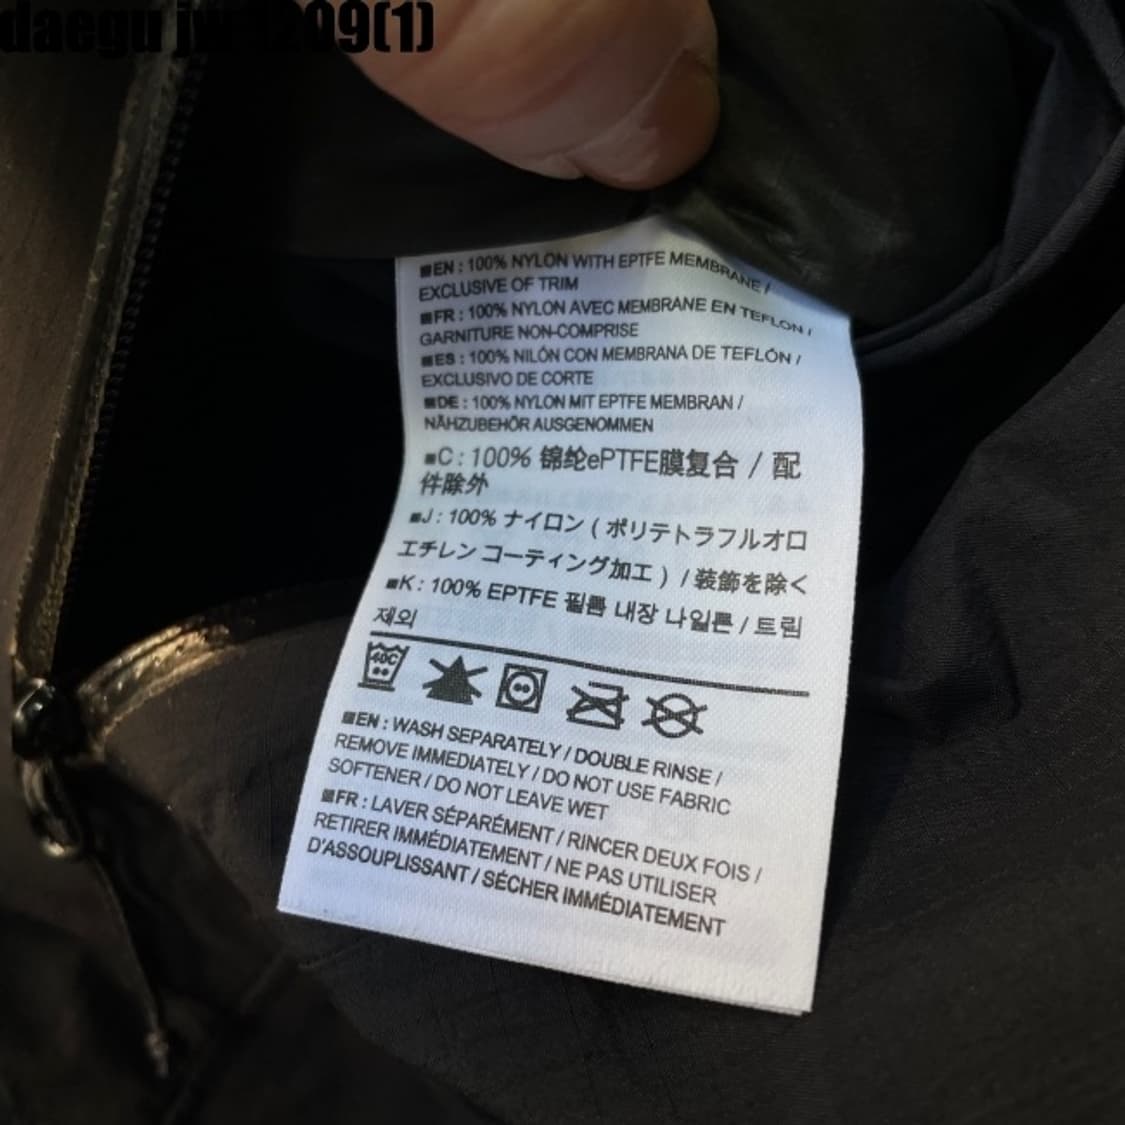 daegu jw 1209(1)
■EN : 100% NYLON WITH EPTFE MEMBRANE /
EXCLUSIVE OF TRIM
■FR : 100% NYLON AVEC MEMBRANE EN TEFLON /
GARNITURE NON-COMPRISE
■ES : 100% NILÓN CON MEMBRANA DE TEFLÓN /
EXCLUSIVO DE CORTE
■DE : 100% NYLON MIT EPTFE MEMBRAN /
NÄHZUBEHÖR AUSGENOMMEN
■C : 100% 锦纶ePTFE膜复合 / 配
件除外
■J : 100% ナイロン ( ポリテトラフルオロ
エチレン コーティング加工 ) / 装飾を除く
■K : 100% EPTFE 필름 내장 나일론 / 트림
제외
40C
■EN : WASH SEPARATELY / DOUBLE RINSE /
REMOVE IMMEDIATELY / DO NOT USE FABRIC
SOFTENER / DO NOT LEAVE WET
■FR : LAVER SÉPARÉMENT / RINCER DEUX FOIS /
RETIRER IMMÉDIATEMENT / NE PAS UTILISER
D'ASSOUPLISSANT / SÉCHER IMMÉDIATEMENT